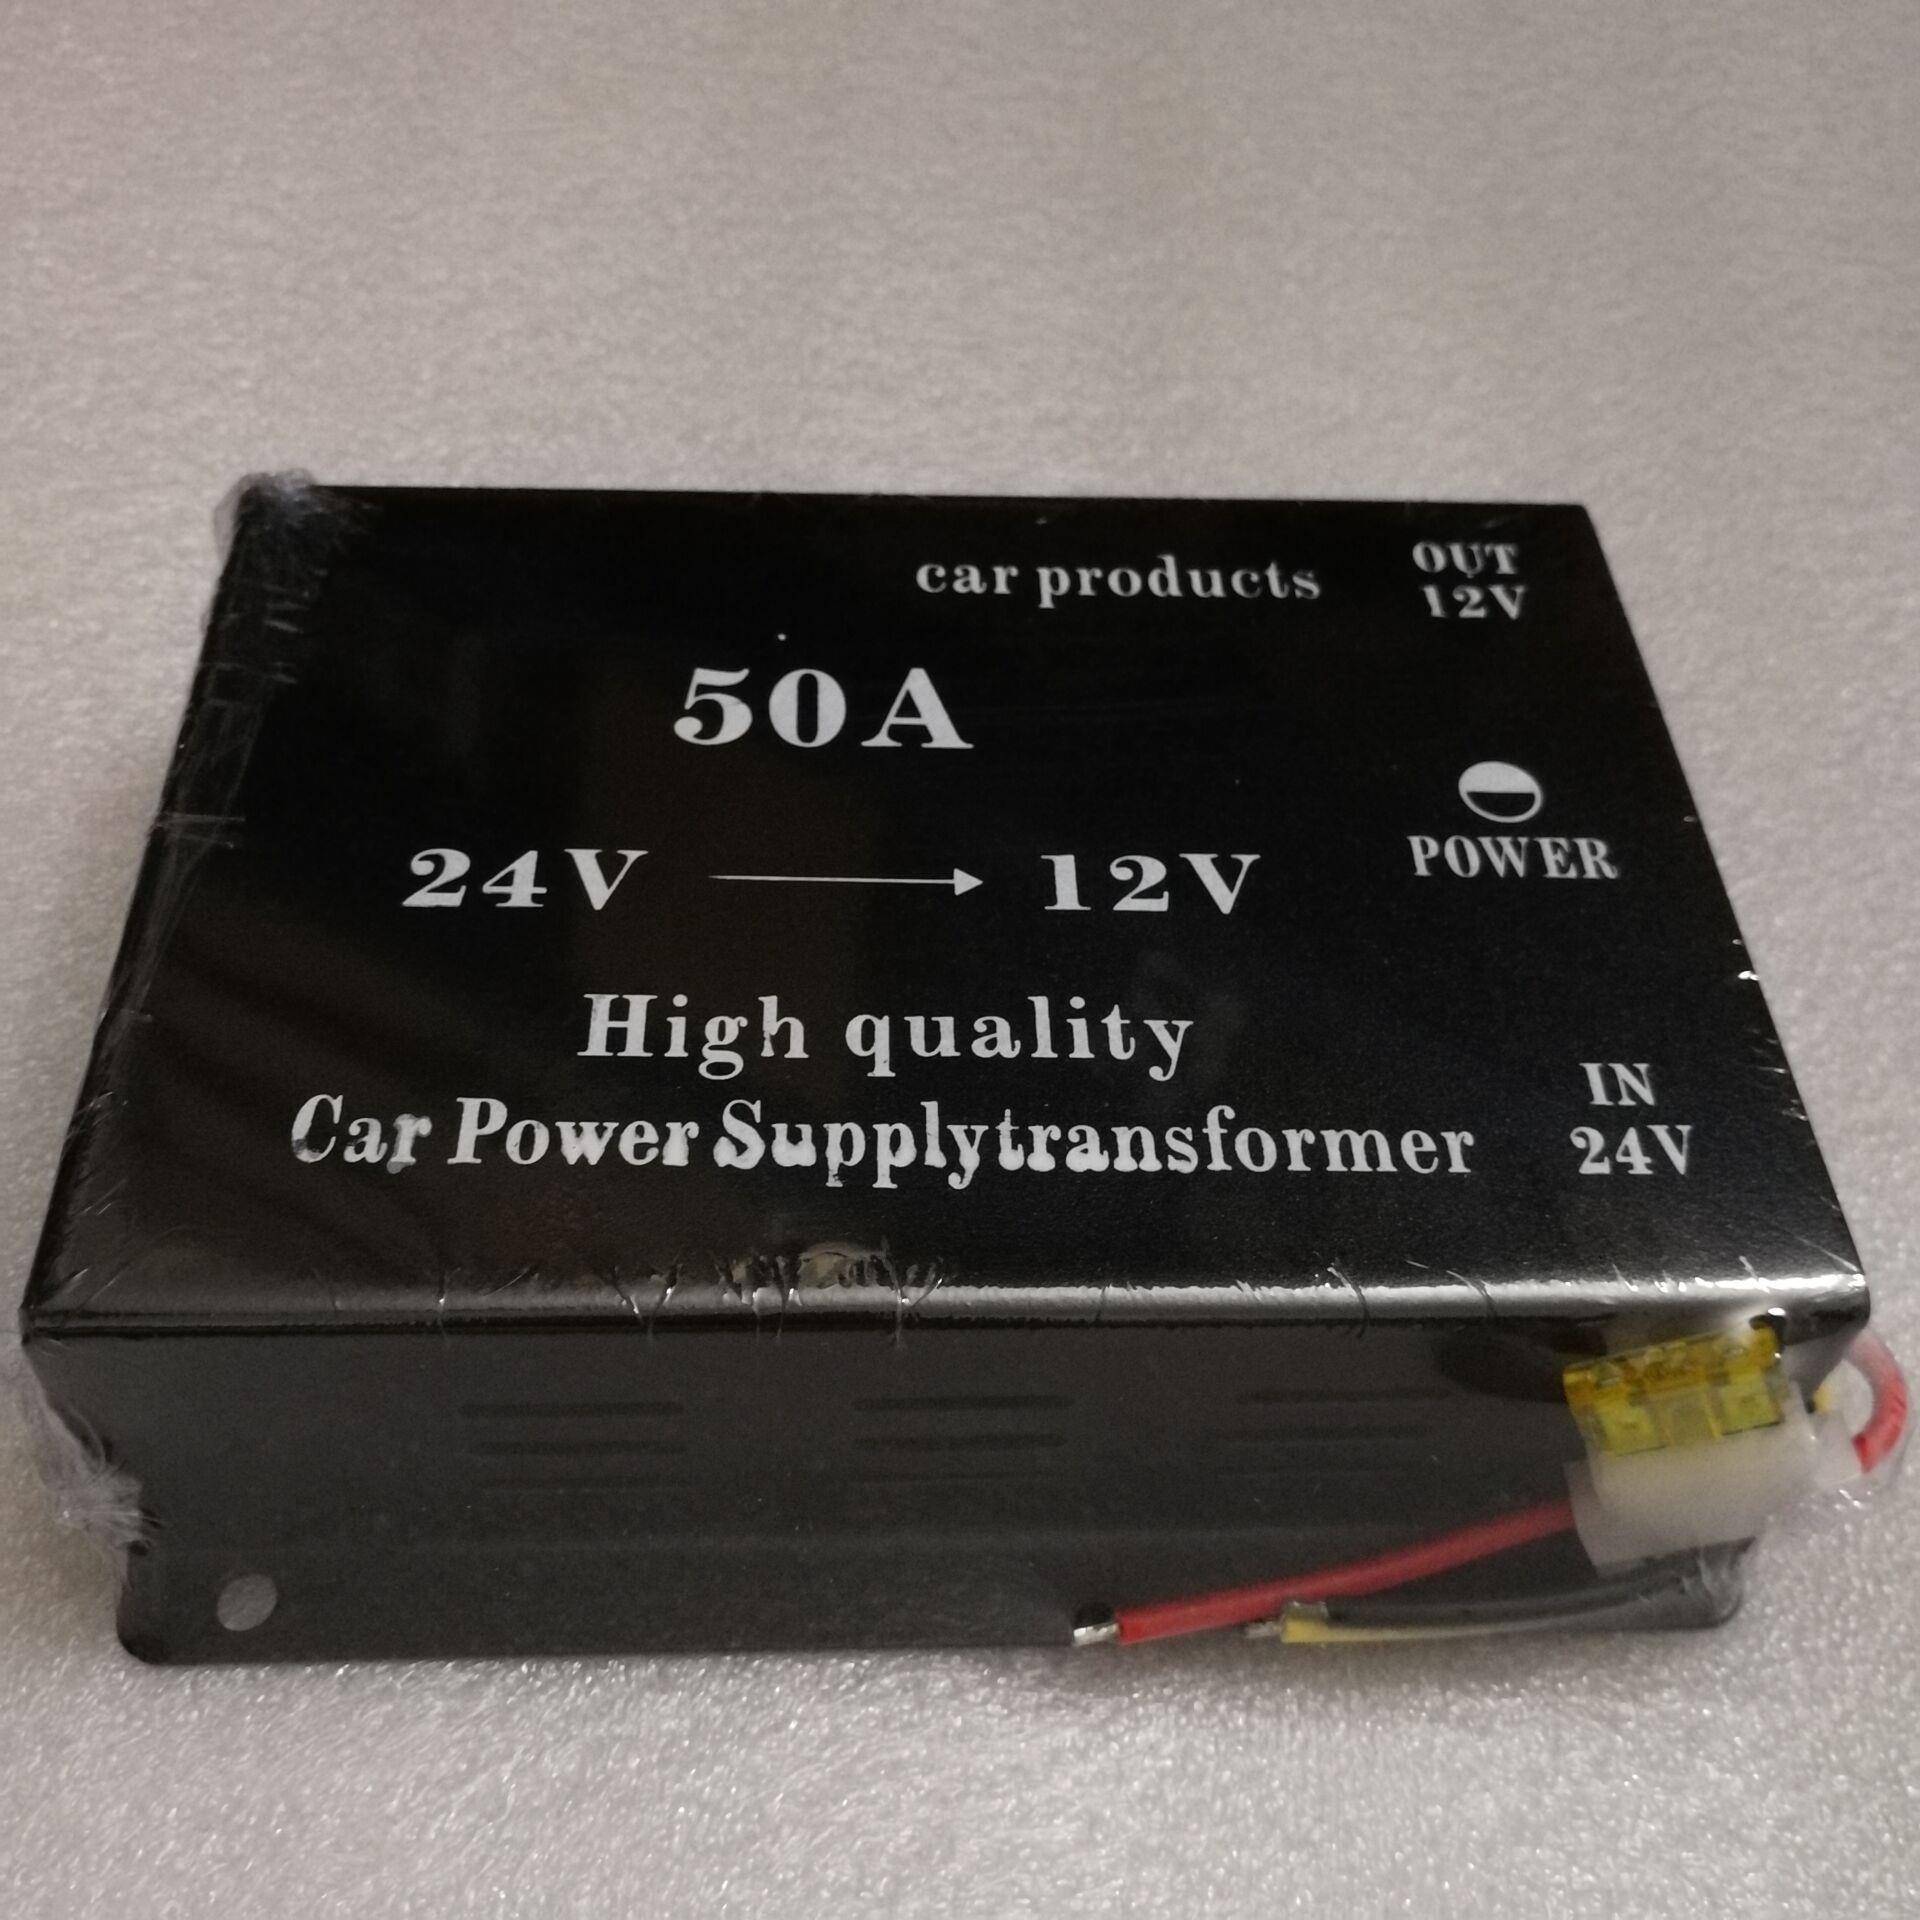 car products
OUT
12V
50A
POWER
24V → 12V
High quality
Car Power Supplytransformer
IN
24V